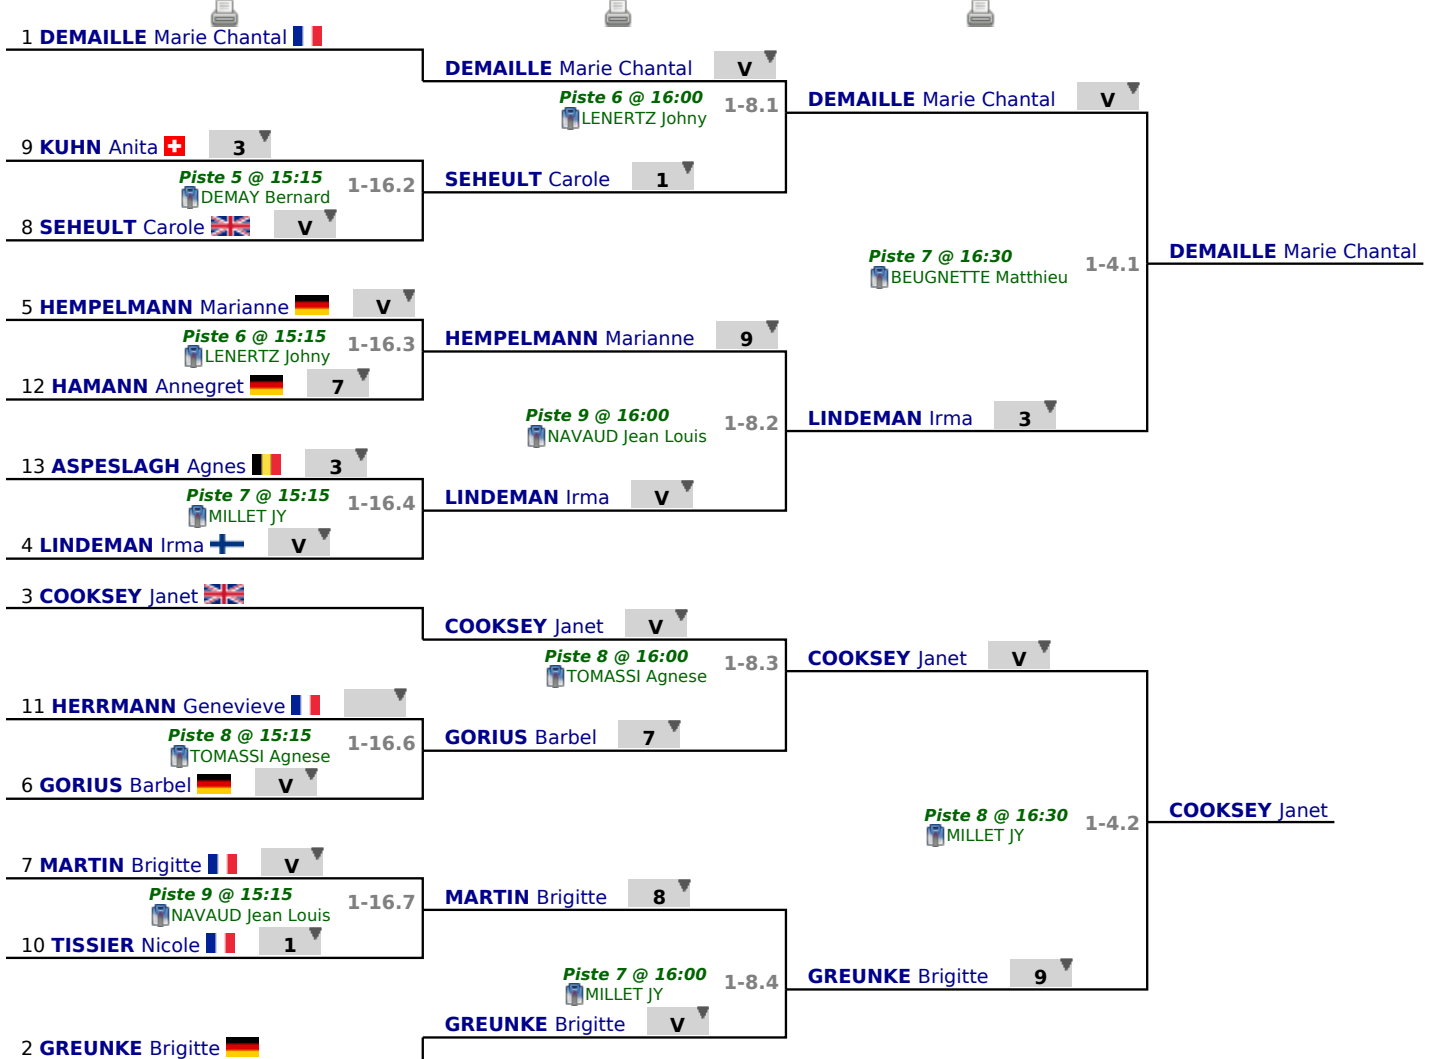 1 DEMAILLE Marie Chantal
DEMAILLE Marie Chantal V
Piste 6 @ 16:00
LENERTZ Johny
1-8.1
DEMAILLE Marie Chantal V
9 KUHN Anita 3
Piste 5 @ 15:15
DEMAY Bernard
1-16.2
SEHEULT Carole 1
8 SEHEULT Carole V
Piste 7 @ 16:30
BEUGNETTE Matthieu
1-4.1
DEMAILLE Marie Chantal
5 HEMPELMANN Marianne V
Piste 6 @ 15:15
LENERTZ Johny
1-16.3
HEMPELMANN Marianne 9
12 HAMANN Annegret 7
Piste 9 @ 16:00
NAVAUD Jean Louis
1-8.2
LINDEMAN Irma 3
13 ASPESLAGH Agnes 3
Piste 7 @ 15:15
MILLET JY
1-16.4
LINDEMAN Irma V
4 LINDEMAN Irma V
3 COOKSEY Janet
COOKSEY Janet V
Piste 8 @ 16:00
TOMASSI Agnese
1-8.3
COOKSEY Janet V
11 HERRMANN Genevieve
Piste 8 @ 15:15
TOMASSI Agnese
1-16.6
GORIUS Barbel 7
6 GORIUS Barbel V
Piste 8 @ 16:30
MILLET JY
1-4.2
COOKSEY Janet
7 MARTIN Brigitte V
Piste 9 @ 15:15
NAVAUD Jean Louis
1-16.7
MARTIN Brigitte 8
10 TISSIER Nicole 1
Piste 7 @ 16:00
MILLET JY
1-8.4
GREUNKE Brigitte 9
GREUNKE Brigitte V
2 GREUNKE Brigitte